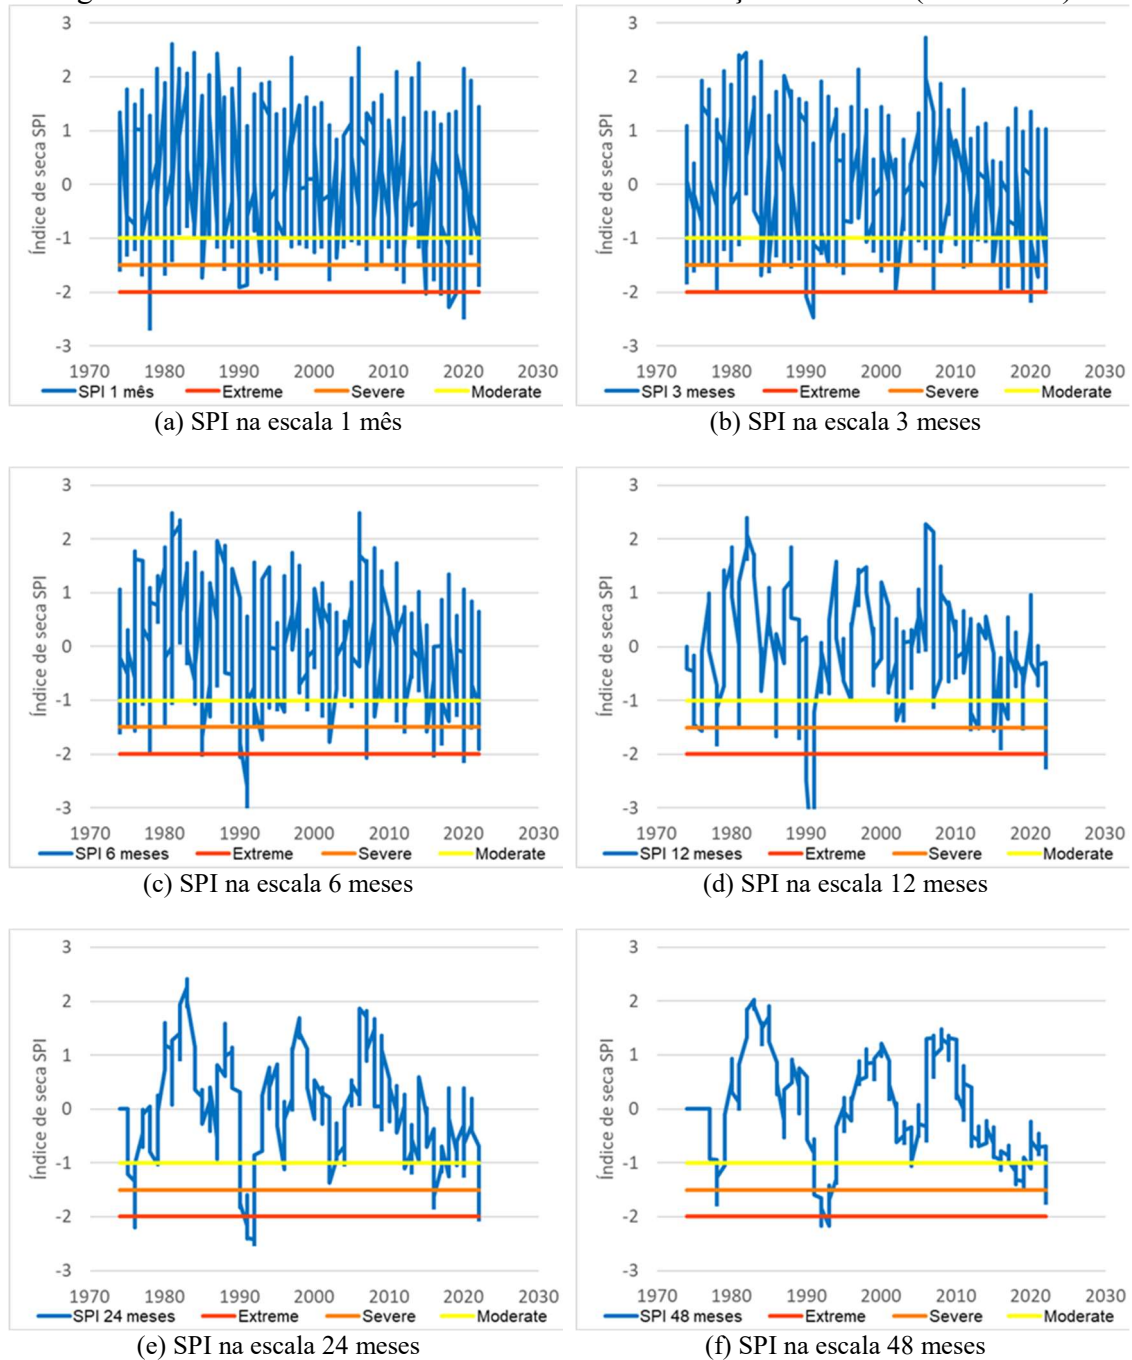 3
2
1
0
-1
-2
-3
Índice de seca SPI
1970 1980 1990 2000 2010 2020 2030
SPI 1 mês Extreme Severe Moderate
(a) SPI na escala 1 mês
3
2
1
0
-1
-2
-3
Índice de seca SPI
1970 1980 1990 2000 2010 2020 2030
SPI 3 meses Extreme Severe Moderate
(b) SPI na escala 3 meses
3
2
1
0
-1
-2
-3
Índice de seca SPI
1970 1980 1990 2000 2010 2020 2030
SPI 6 meses Extreme Severe Moderate
(c) SPI na escala 6 meses
3
2
1
0
-1
-2
-3
Índice de seca SPI
1970 1980 1990 2000 2010 2020 2030
SPI 12 meses Extreme Severe Moderate
(d) SPI na escala 12 meses
3
2
1
0
-1
-2
-3
Índice de seca SPI
1970 1980 1990 2000 2010 2020 2030
SPI 24 meses Extreme Severe Moderate
(e) SPI na escala 24 meses
3
2
1
0
-1
-2
-3
Índice de seca SPI
1970 1980 1990 2000 2010 2020 2030
SPI 48 meses Extreme Severe Moderate
(f) SPI na escala 48 meses